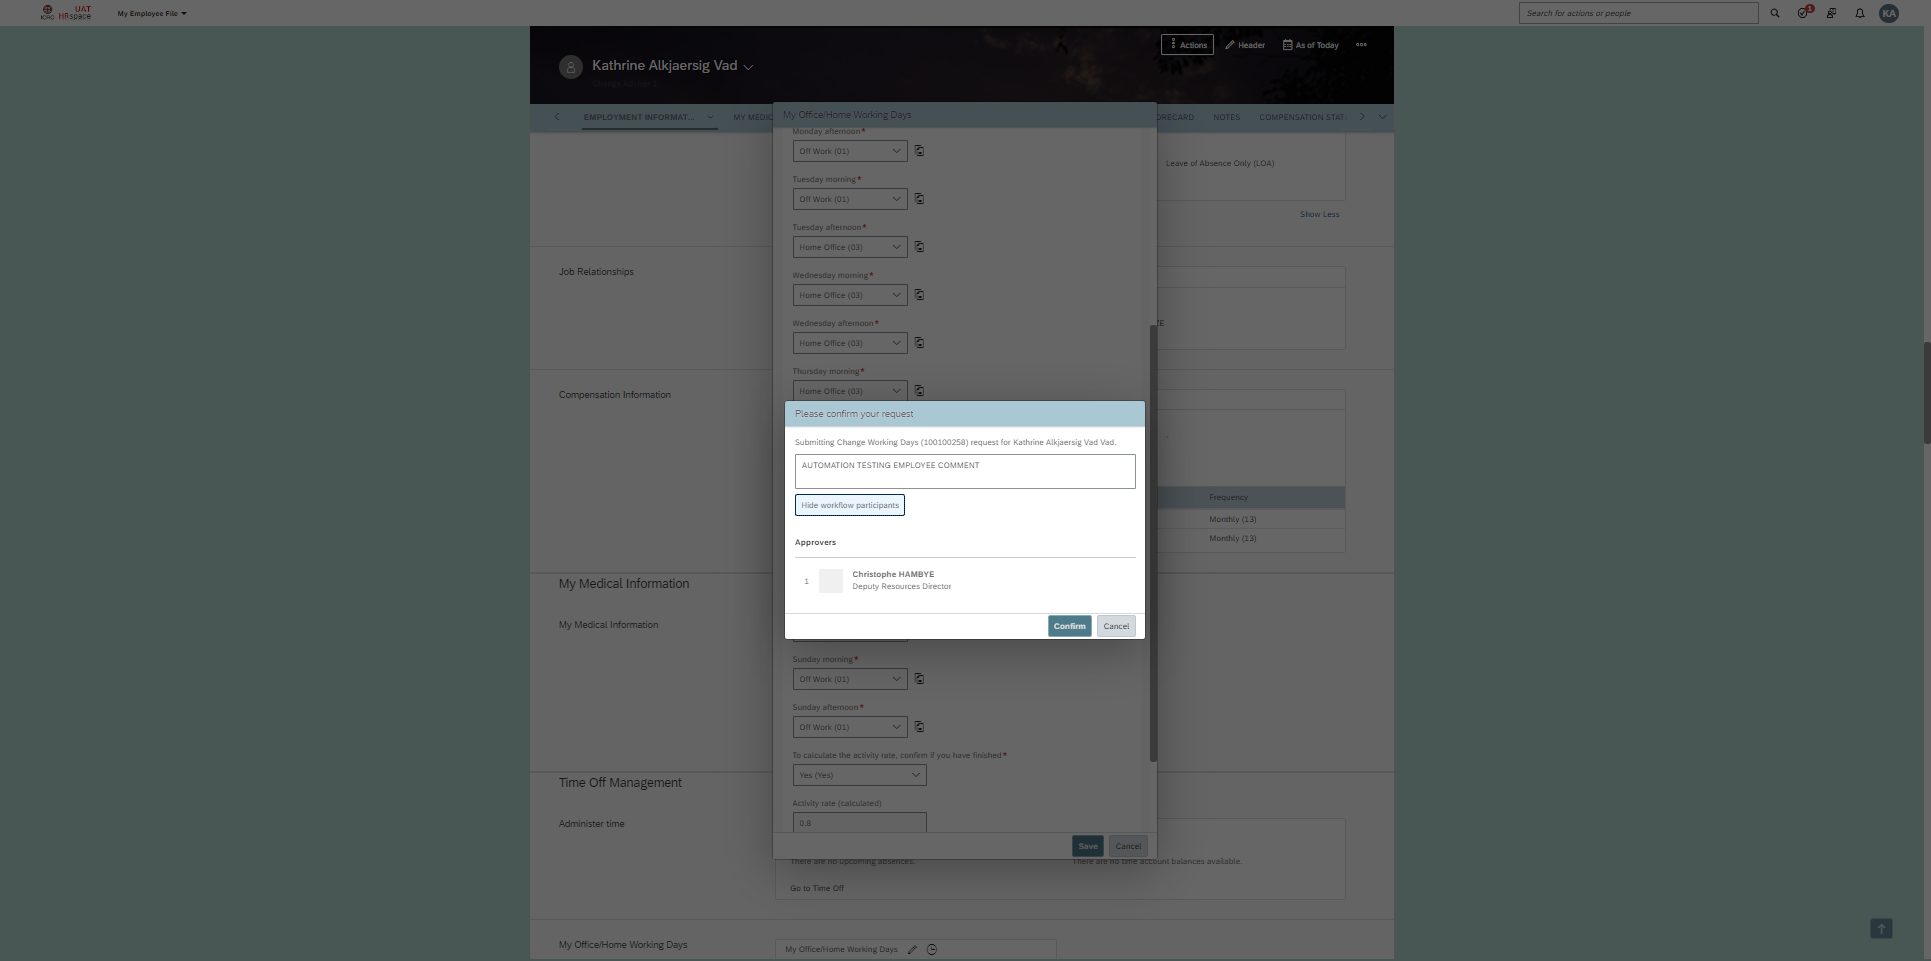 ICRC
UAT
HRspace
My Employee File
Search for actions or people
1
KA
Actions
Header
As of Today
Kathrine Alkjaersig Vad
EMPLOYMENT INFORMAT...
MY MEDIC
ORECARD
NOTES
COMPENSATION STAT
My Office/Home Working Days
Monday afternoon*
Off Work (01)
Tuesday morning*
Off Work (01)
Tuesday afternoon*
Home Office (03)
Wednesday morning*
Home Office (03)
Wednesday afternoon*
Home Office (03)
Thursday morning*
Home Office (03)
Leave of Absence Only (LOA)
Show Less
Job Relationships
TE
Compensation Information
Please confirm your request
Submitting Change Working Days (100100258) request for Kathrine Alkjaersig Vad Vad.
AUTOMATION TESTING EMPLOYEE COMMENT
Hide workflow participants
Approvers
1
Christophe HAMBYE
Deputy Resources Director
Confirm
Cancel
Frequency
Monthly (13)
Monthly (13)
My Medical Information
My Medical Information
Sunday morning*
Off Work (01)
Sunday afternoon*
Off Work (01)
To calculate the activity rate, confirm if you have finished*
Yes (Yes)
Activity rate (calculated)
0.8
Save
Cancel
Time Off Management
Administer time
There are no upcoming absences.
There are no time account balances available.
Go to Time Off
My Office/Home Working Days
My Office/Home Working Days